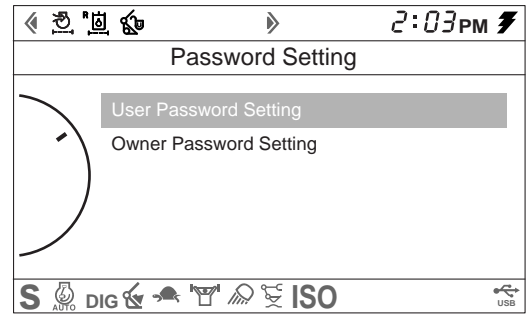 2:03PM
Password Setting
User Password Setting
Owner Password Setting
S AUTO DIG ISO USB